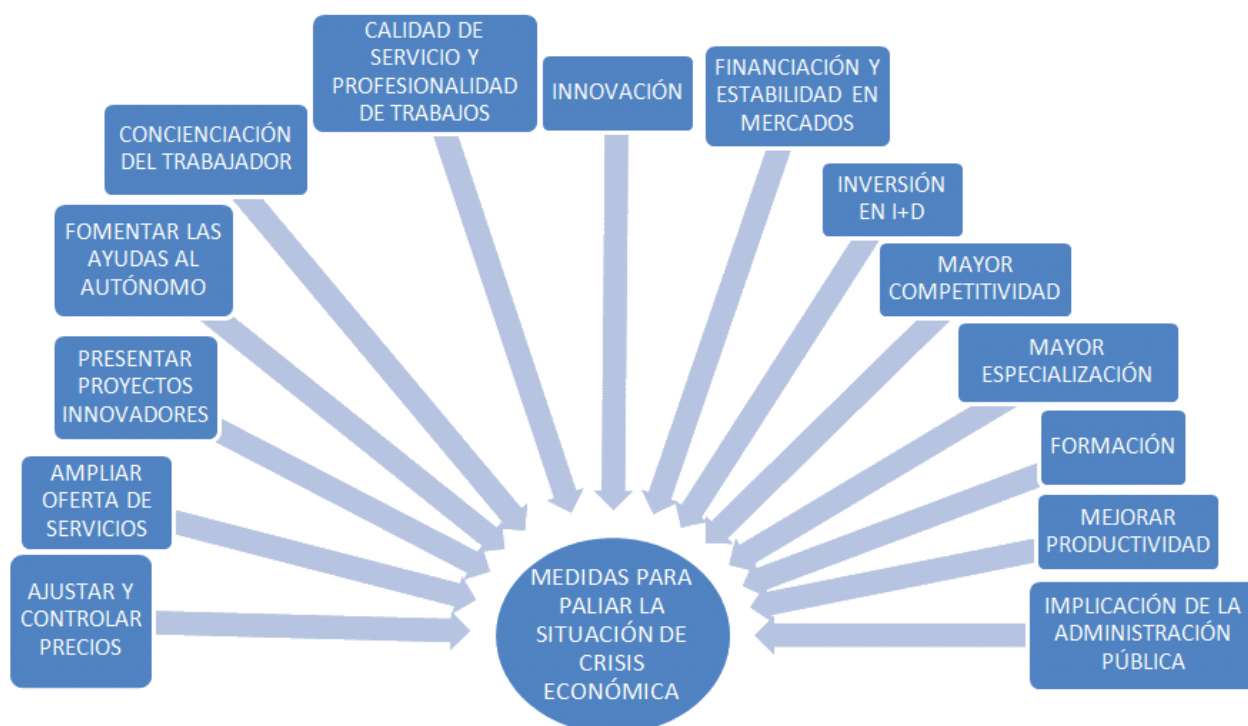 CALIDAD DE
SERVICIO Y
PROFESIONALIDAD
DE TRABAJOS
INNOVACIÓN
FINANCIACIÓN Y
ESTABILIDAD EN
MERCADOS
CONCIENCIACIÓN
DEL TRABAJADOR
INVERSIÓN
EN I+D
FOMENTAR LAS
AYUDAS AL
AUTÓNOMO
MAYOR
COMPETITIVIDAD
PRESENTAR
PROYECTOS
INNOVADORES
MAYOR
ESPECIALIZACIÓN
FORMACIÓN
AMPLIAR
OFERTA DE
SERVICIOS
MEJORAR
PRODUCTIVIDAD
AJUSTAR Y
CONTROLAR
PRECIOS
MEDIDAS PARA
PALIAR LA
SITUACIÓN DE
CRISIS
ECONÓMICA
IMPLICACIÓN DE LA
ADMINISTRACIÓN
PÚBLICA